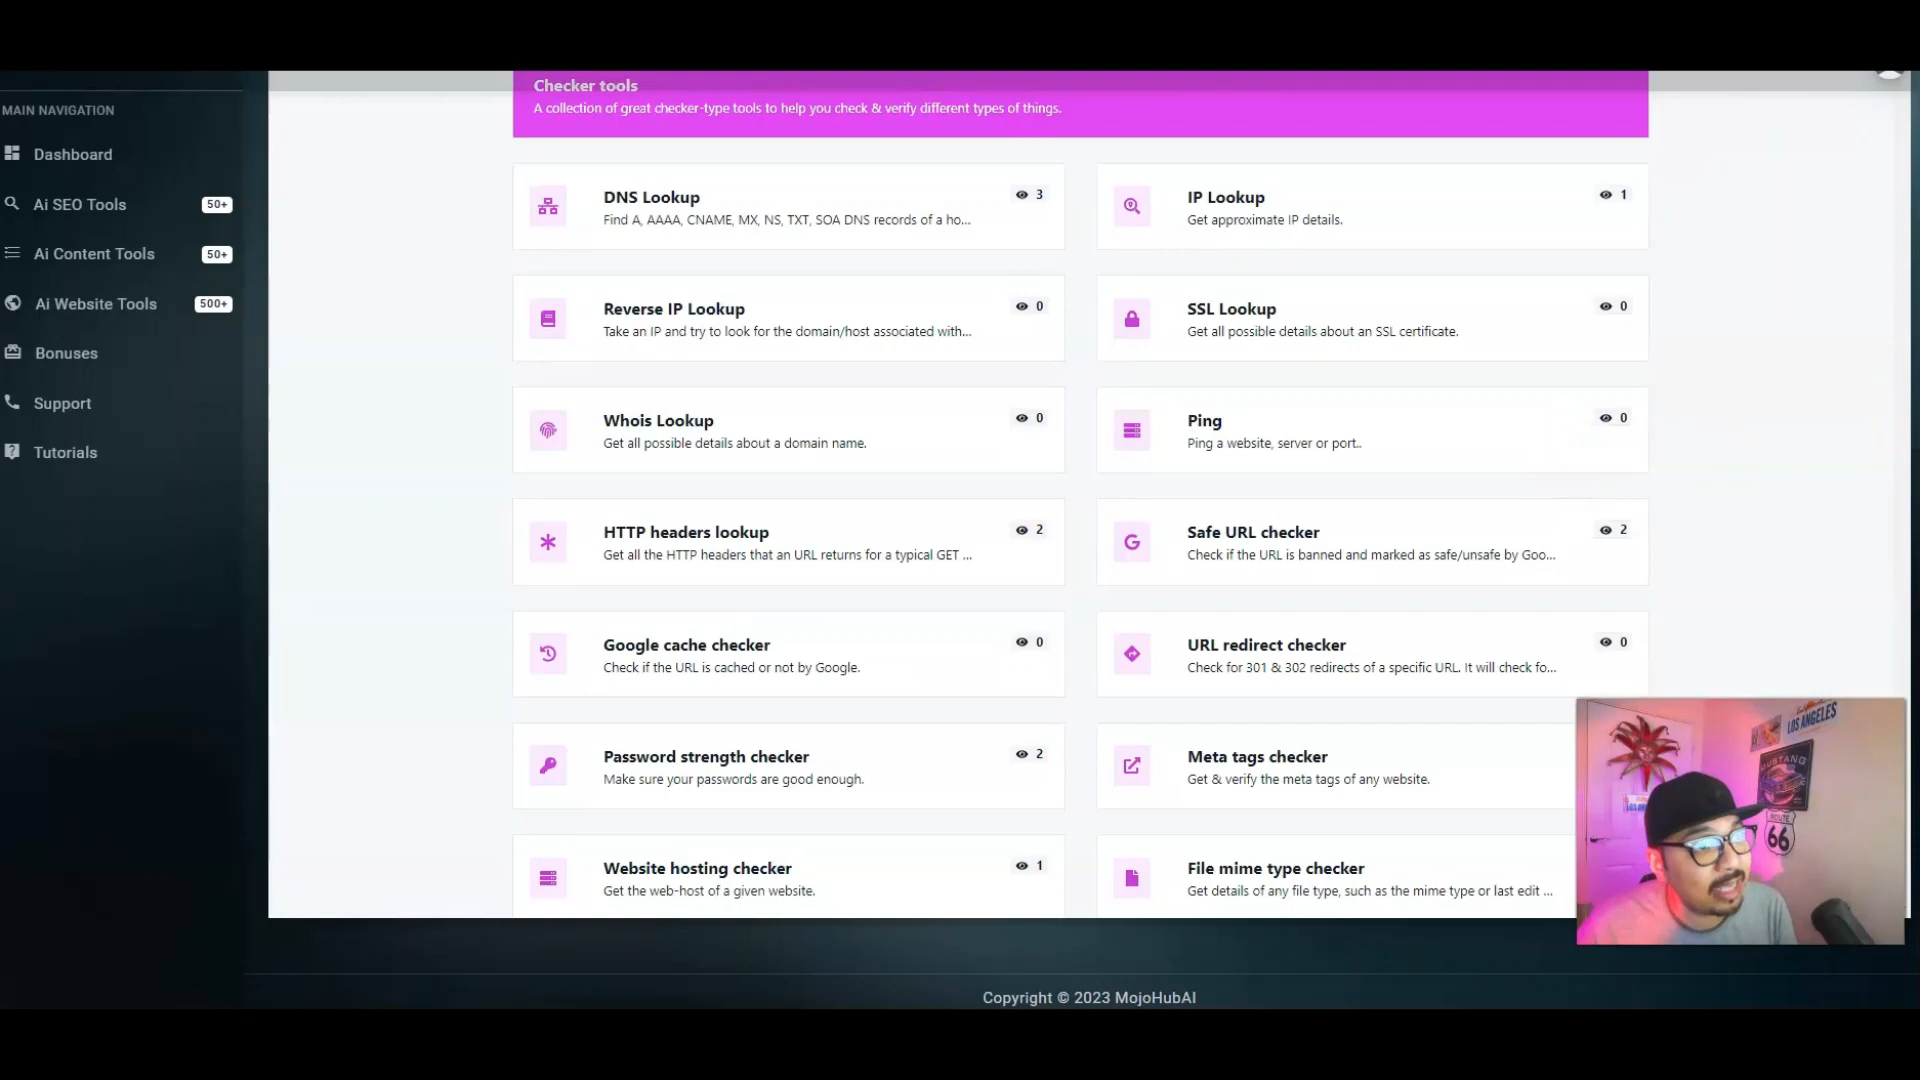 Checker tools
A collection of great checker-type tools to help you check & verify different types of things.
MAIN NAVIGATION
Dashboard
Ai SEO Tools 50+
Ai Content Tools 50+
Ai Website Tools 500+
Bonuses
Support
Tutorials
DNS Lookup 3
Find A, AAAA, CNAME, MX, NS, TXT, SOA DNS records of a ho...
IP Lookup 1
Get approximate IP details.
Reverse IP Lookup 0
Take an IP and try to look for the domain/host associated with...
SSL Lookup 0
Get all possible details about an SSL certificate.
Whois Lookup 0
Get all possible details about a domain name.
Ping 0
Ping a website, server or port..
HTTP headers lookup 2
Get all the HTTP headers that an URL returns for a typical GET ...
Safe URL checker 2
Check if the URL is banned and marked as safe/unsafe by Goo...
Google cache checker 0
Check if the URL is cached or not by Google.
URL redirect checker 0
Check for 301 & 302 redirects of a specific URL. It will check fo...
Password strength checker 2
Make sure your passwords are good enough.
Meta tags checker
Get & verify the meta tags of any website.
Website hosting checker 1
Get the web-host of a given website.
File mime type checker
Get details of any file type, such as the mime type or last edit ...
LOS ANGELES
MUSTANG
ROUTE
66
Copyright © 2023 MojoHubAI